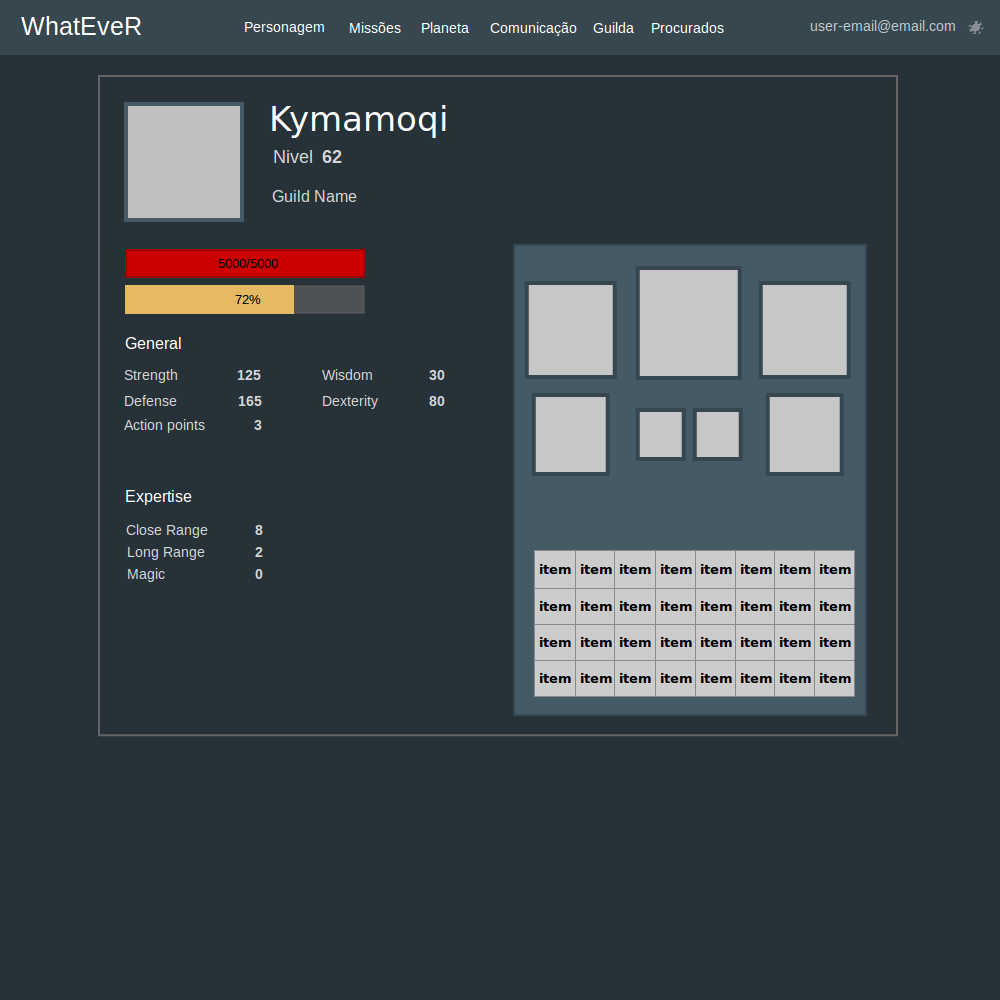 WhatEveR Personagem Missões Planeta Comunicação Guilda Procurados user-email@email.com
Kymamoqi
Nivel 62
Guild Name
5000/5000
72%
General
Strength 125 Wisdom 30
Defense 165 Dexterity 80
Action points 3
Expertise
Close Range 8
Long Range 2
Magic 0
item item item item item item item item
item item item item item item item item
item item item item item item item item
item item item item item item item item